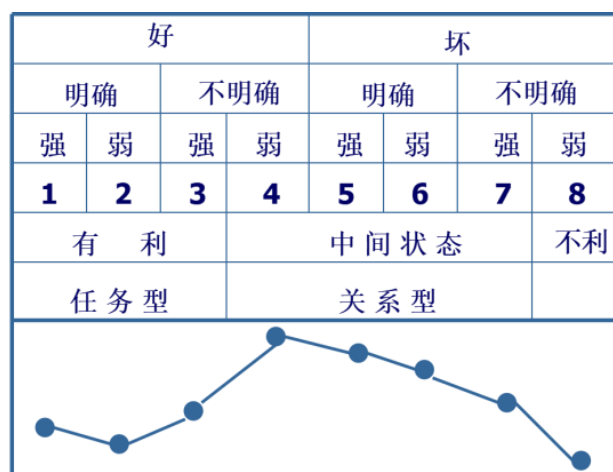 好 坏
明确 不明确 明确 不明确
强 弱 强 弱 强 弱 强 弱
1 2 3 4 5 6 7 8
有 利 中 间 状 态 不利
任 务 型 关 系 型